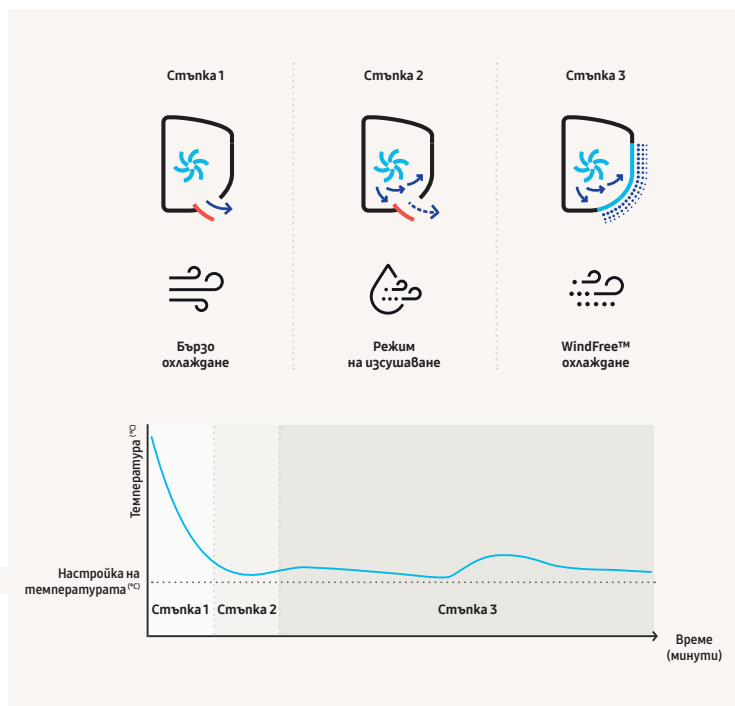 Стъпка 1
Стъпка 2
Стъпка 3
Бързо
охлаждане
Режим
на изсушаване
WindFree™
охлаждане
Температура (°C)
Настройка на
температурата (°C)
Стъпка 1
Стъпка 2
Стъпка 3
Време
(минути)